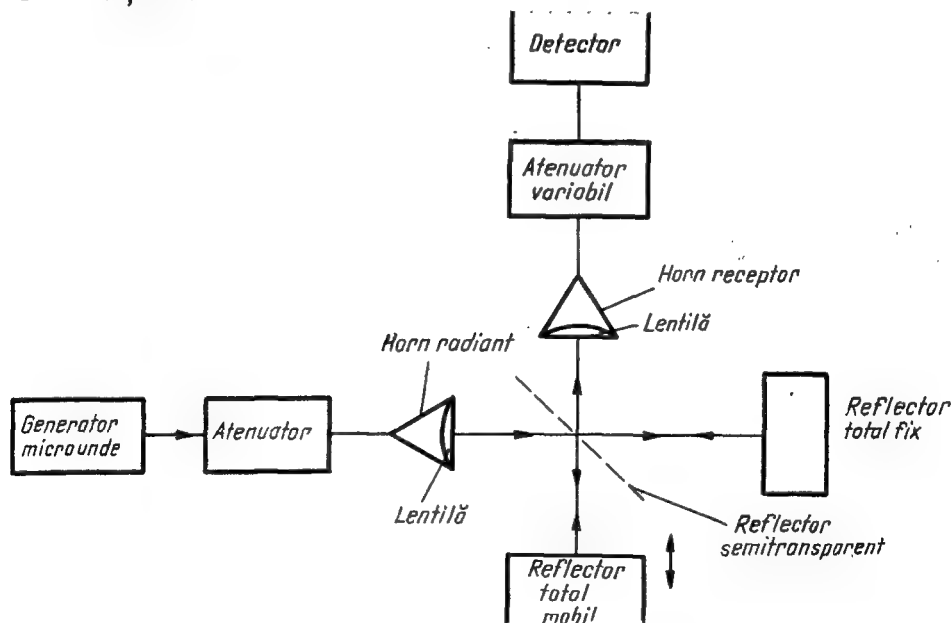 Detector
Atenuator
variabil
Horn receptor
Lentilă
Horn radiant
Generator
microunde
Atenuator
Reflector
total fix
Lentilă
Reflector
semitransparent
Reflector
total
mobil